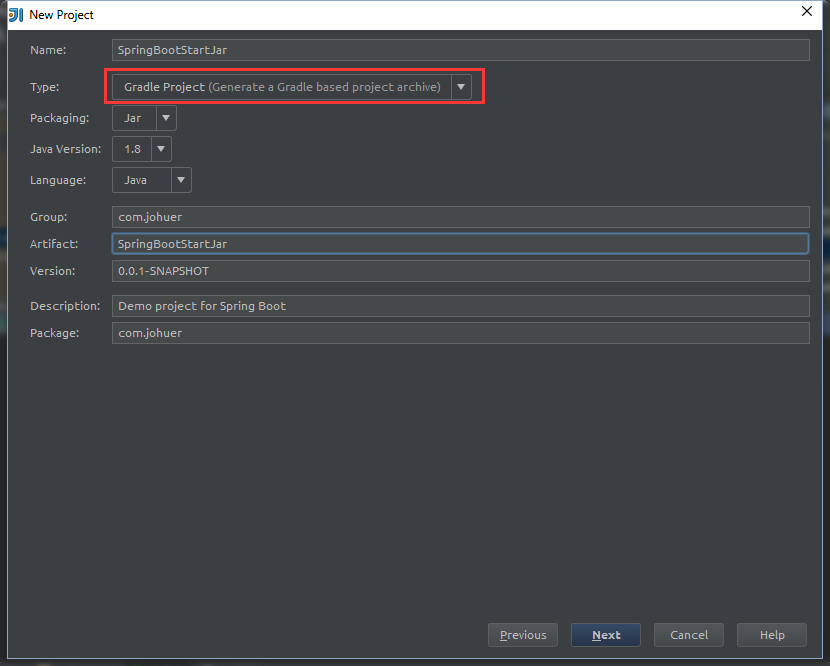 New Project
Name: SpringBootStartJar
Type: Gradle Project (Generate a Gradle based project archive)
Packaging: Jar
Java Version: 1.8
Language: Java
Group: com.johuer
Artifact: SpringBootStartJar
Version: 0.0.1-SNAPSHOT
Description: Demo project for Spring Boot
Package: com.johuer
Previous Next Cancel Help